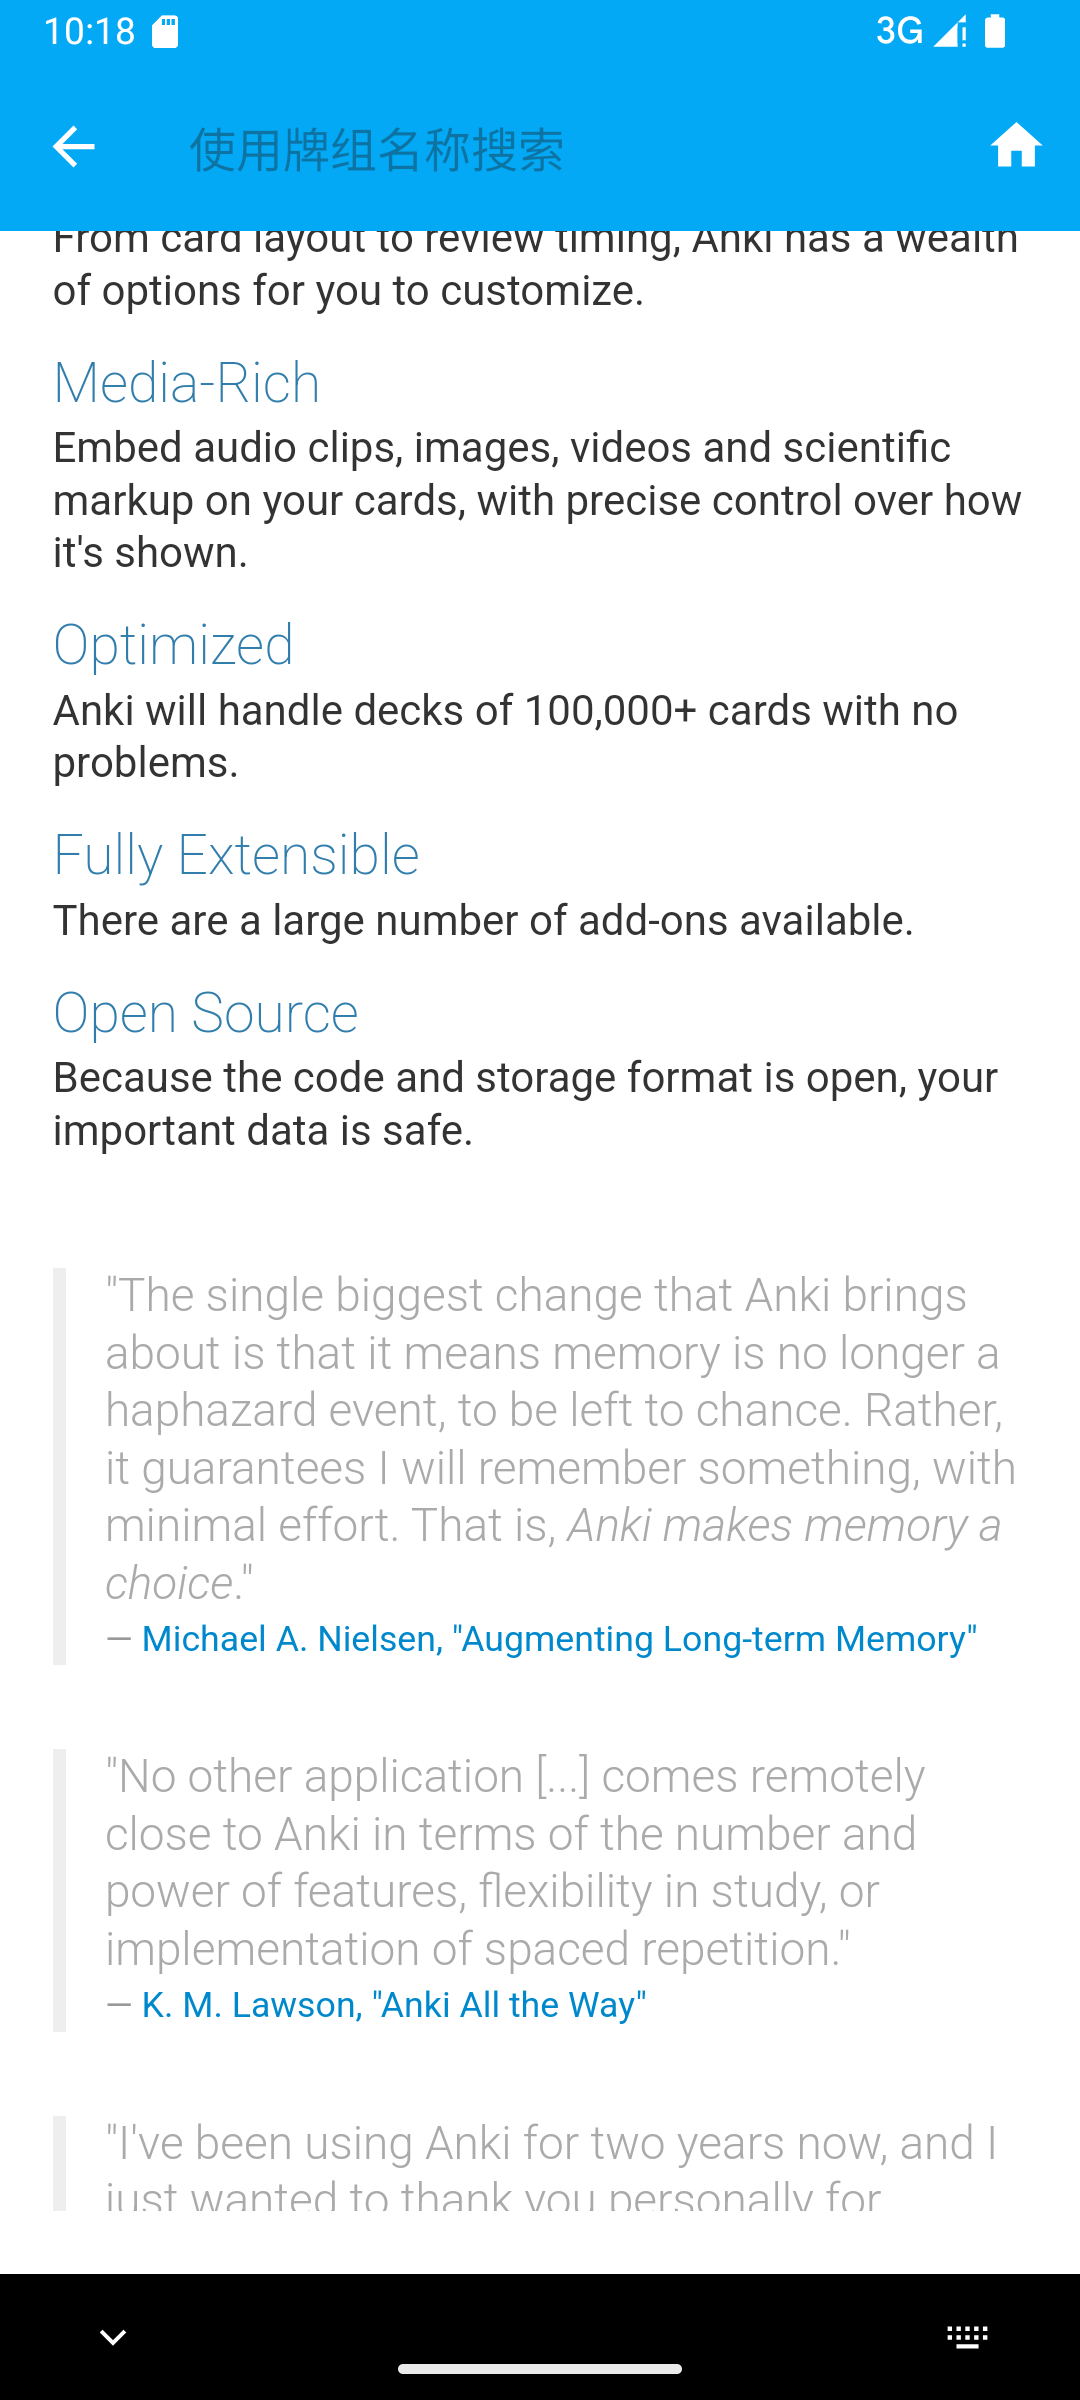 10:18
3G
使用牌组名称搜索
From card layout to review timing, Anki has a wealth
of options for you to customize.
Media-Rich
Embed audio clips, images, videos and scientific
markup on your cards, with precise control over how
it's shown.
Optimized
Anki will handle decks of 100,000+ cards with no
problems.
Fully Extensible
There are a large number of add-ons available.
Open Source
Because the code and storage format is open, your
important data is safe.
"The single biggest change that Anki brings
about is that it means memory is no longer a
haphazard event, to be left to chance. Rather,
it guarantees I will remember something, with
minimal effort. That is, Anki makes memory a
choice."
— Michael A. Nielsen, "Augmenting Long-term Memory"
"No other application [...] comes remotely
close to Anki in terms of the number and
power of features, flexibility in study, or
implementation of spaced repetition."
— K. M. Lawson, "Anki All the Way"
"I've been using Anki for two years now, and I
just wanted to thank you personally for